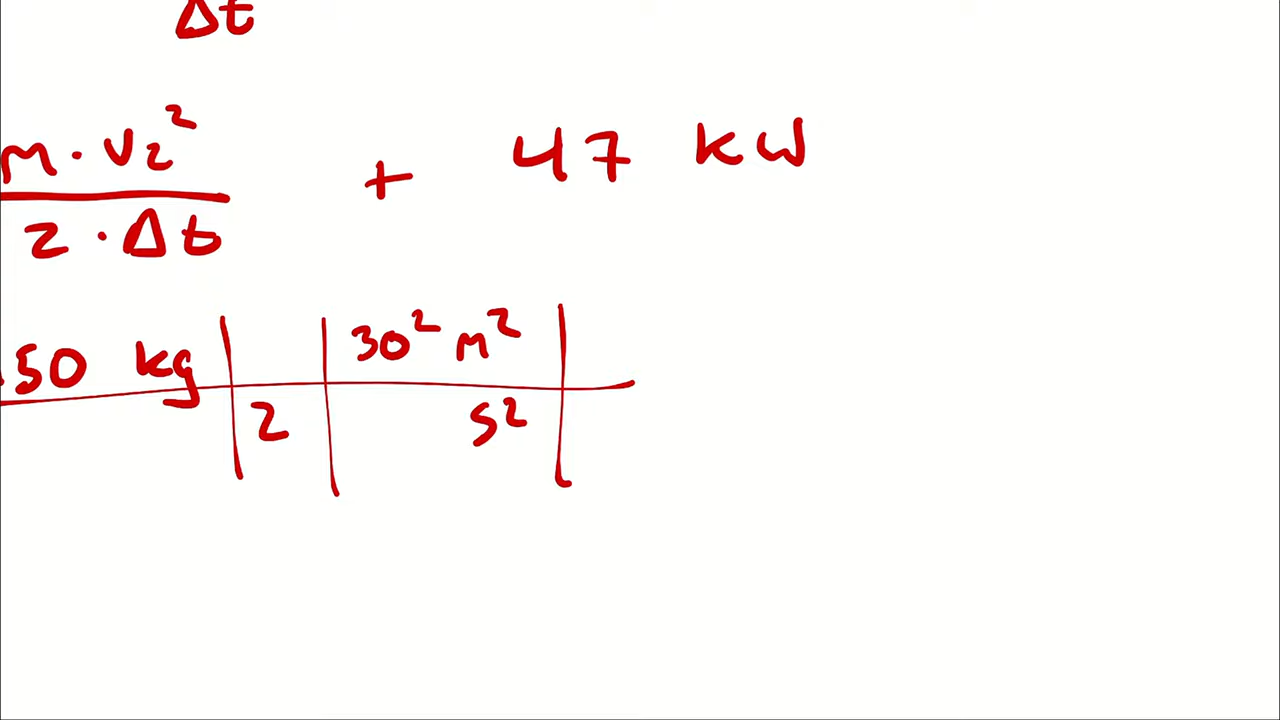 Δt
m · v2² + 47 kW
2 · Δt
50 kg | | 30² m² |
2 | s²